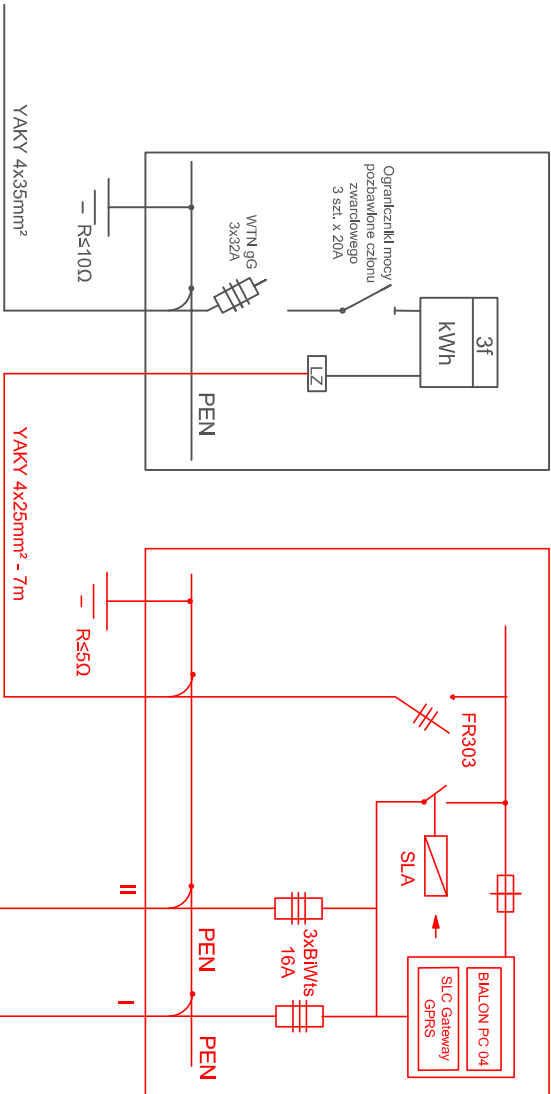 3f
kWh
Ograniczniki mocy
pozbawione członu
zwarciowego
3 szt. x 20A
WTN gG
3x32A
LZ
PEN
R≤10Ω
YAKY 4x35mm²
YAKY 4x25mm² - 7m
FR303
SLA
BIALON PC 04
SLC Gateway
GPRS
3xBiWts
16A
R≤5Ω
II
PEN
I
PEN